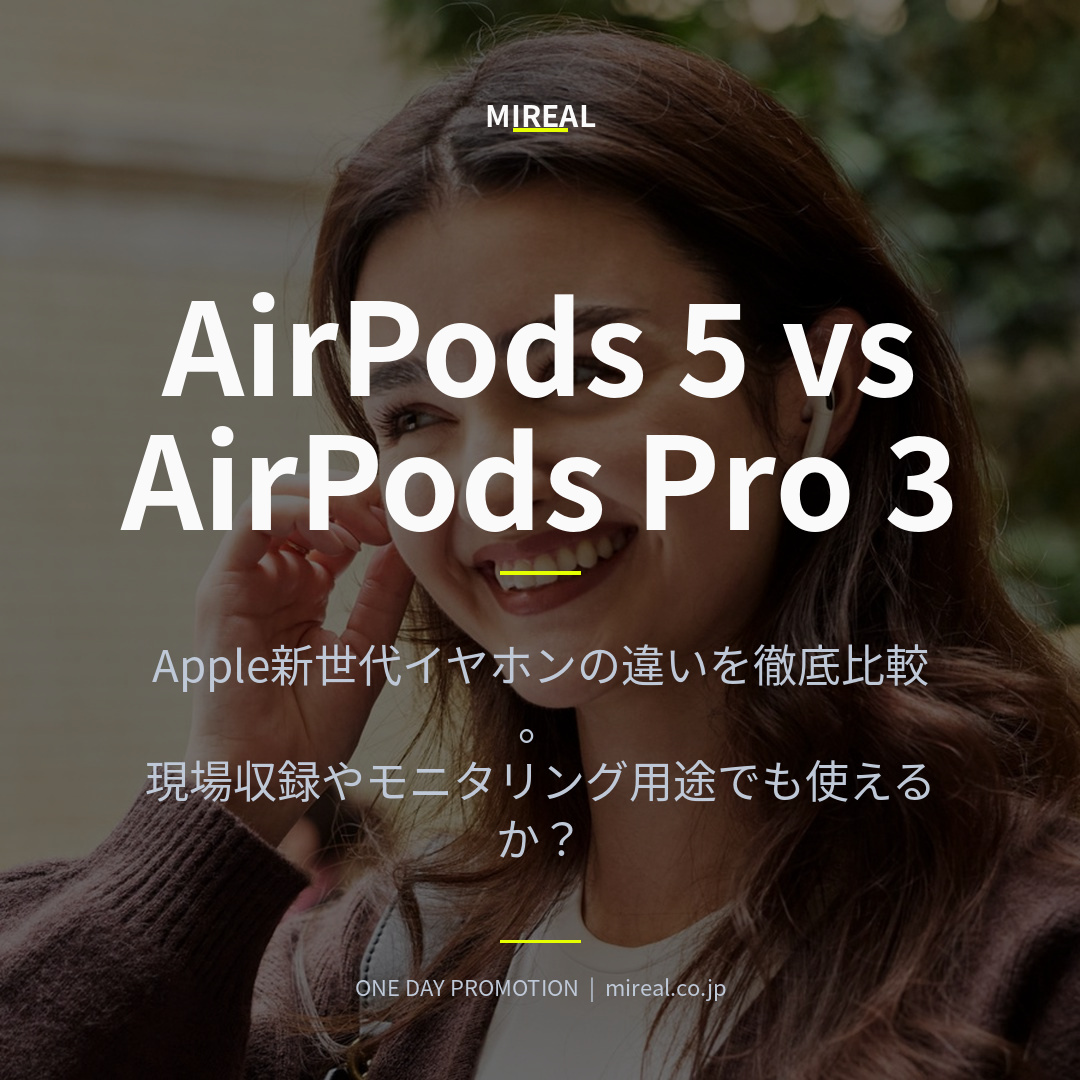 MIREAL
AirPods 5 vs
AirPods Pro 3
Apple新世代イヤホンの違いを徹底比較
。
現場収録やモニタリング用途でも使える
か？
ONE DAY PROMOTION｜mireal.co.jp